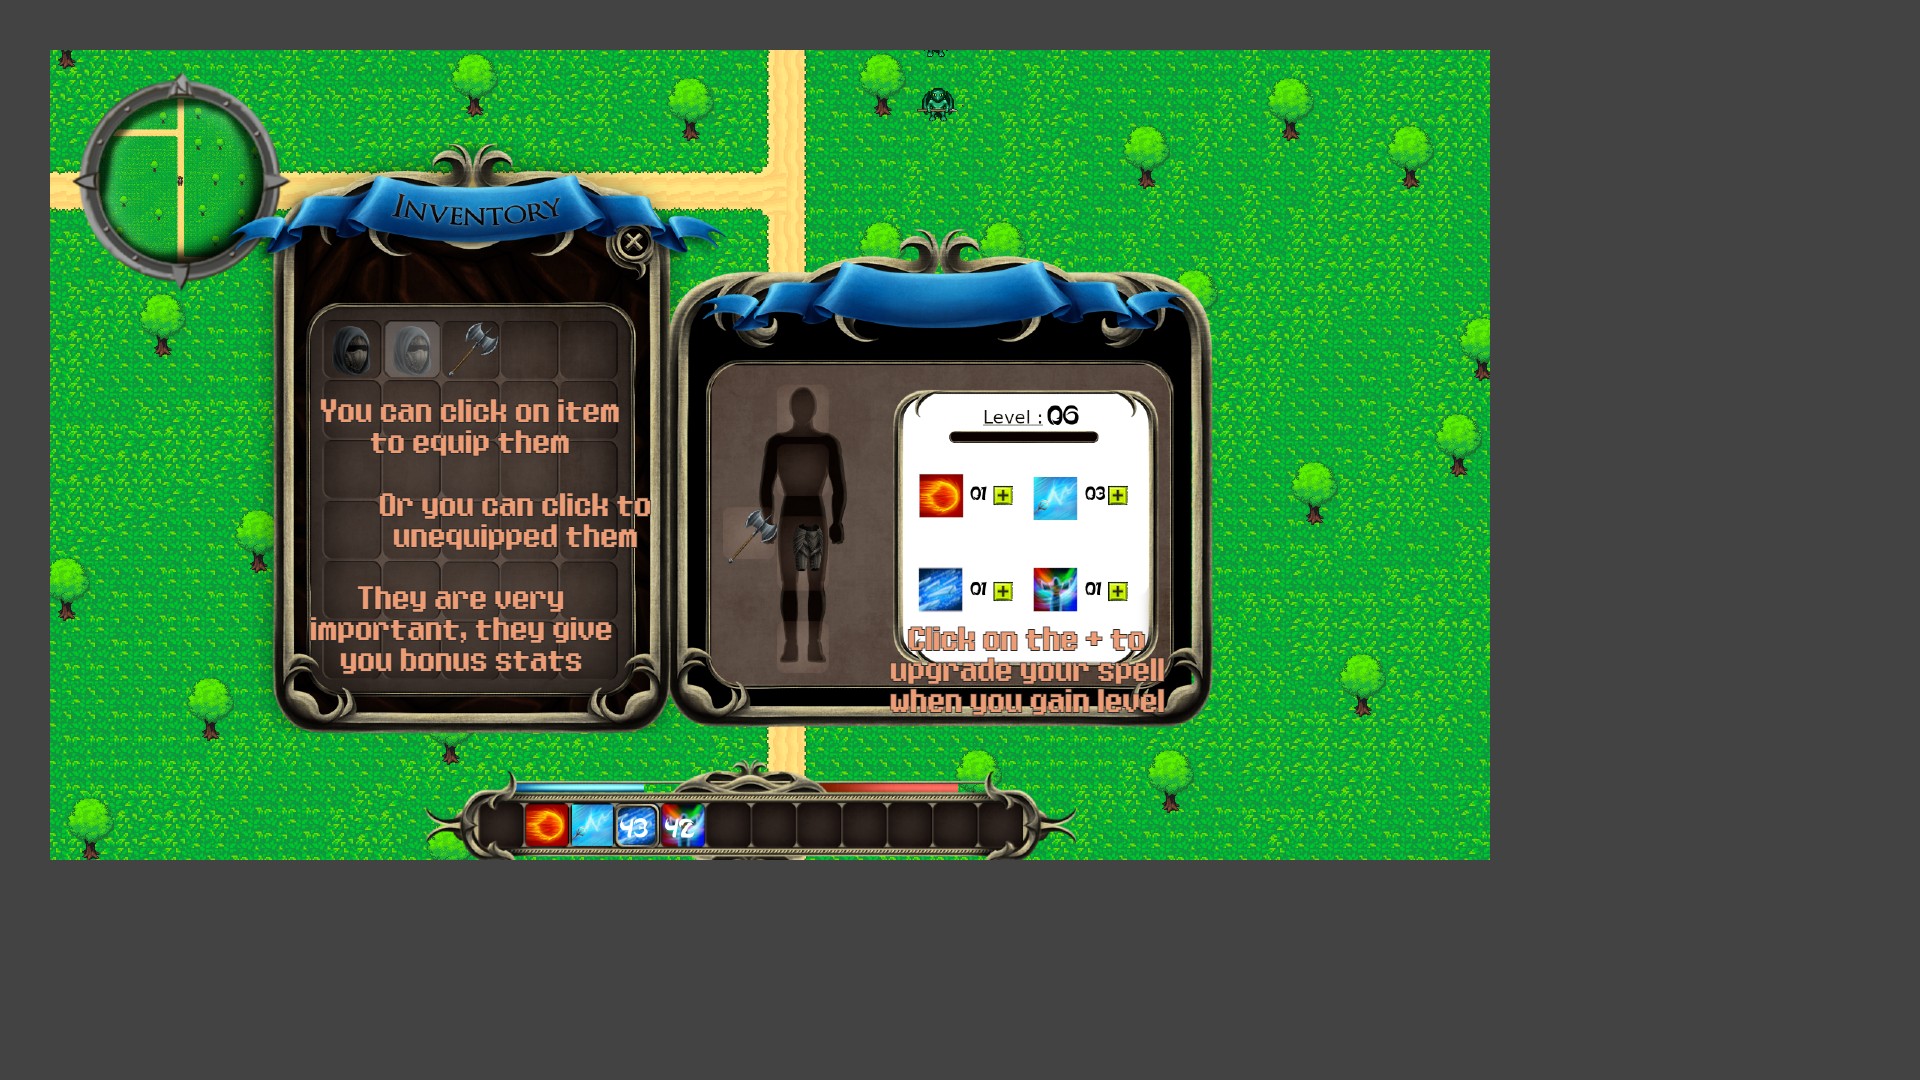 INVENTORY
You can click on item
to equip them
Or you can click to
unequipped them
They are very
important, they give
you bonus stats
Level : 06
01 + 03 +
01 + 01 +
Click on the + to
upgrade your spell
when you gain level
43 42